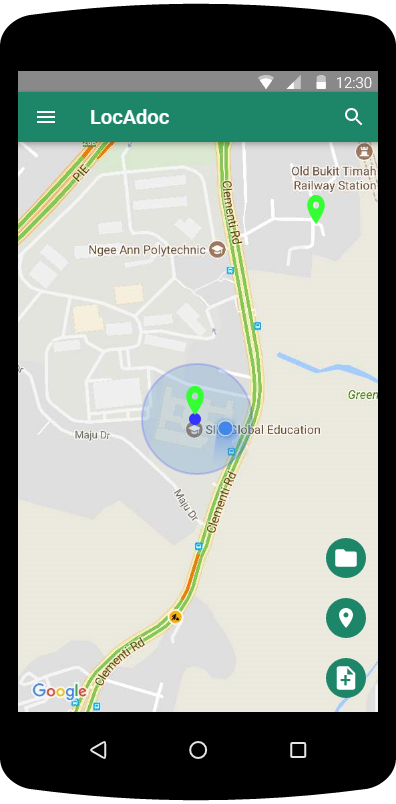 12:30
LocAdoc
PIE
Clementi Rd
Old Bukit Timah
Railway Station
Ngee Ann Polytechnic
Green
Global Education
Maju Dr
Maju Dr
Clementi Rd
Clementi Rd
Google